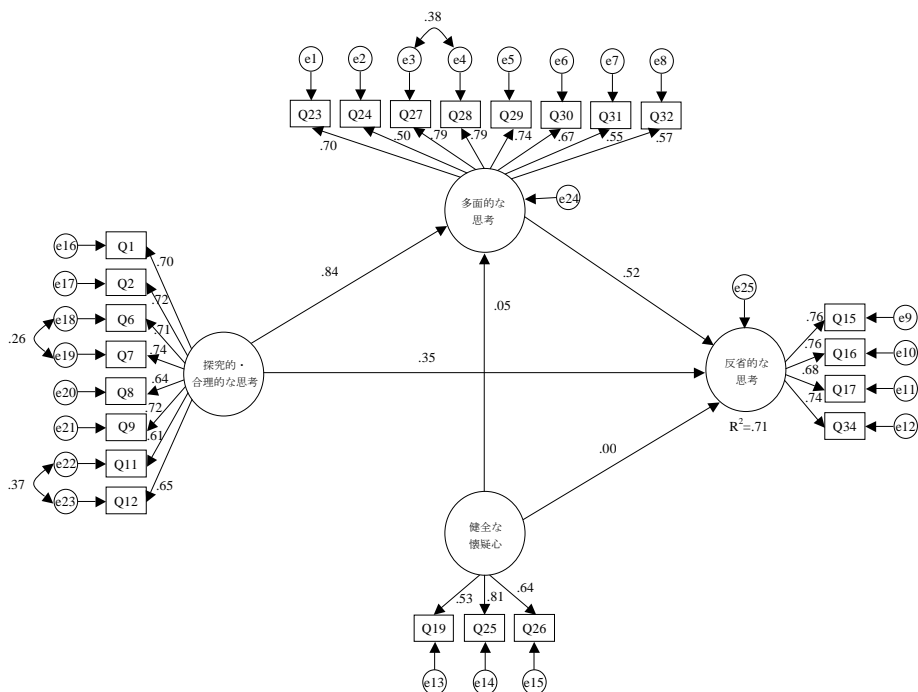 .38
e1 e2 e3 e4 e5 e6 e7 e8
Q23 Q24 Q27 Q28 Q29 Q30 Q31 Q32
.70 .50 .79 .79 .74 .67 .55 .57
多面的な
思考
e24
e16 Q1
.70
e17 Q2
.72
e18 Q6
.71
.26
e19 Q7
.74
e20 Q8
.64
e21 Q9
.72
e22 Q11
.61
.37
e23 Q12
.65
探究的・
合理的な思考
.84
.05
.52
.35
.00
e25
反省的な
思考
R²=.71
.76 Q15 e9
.76 Q16 e10
.68 Q17 e11
.74 Q34 e12
健全な
懐疑心
.53 .81 .64
Q19 Q25 Q26
e13 e14 e15